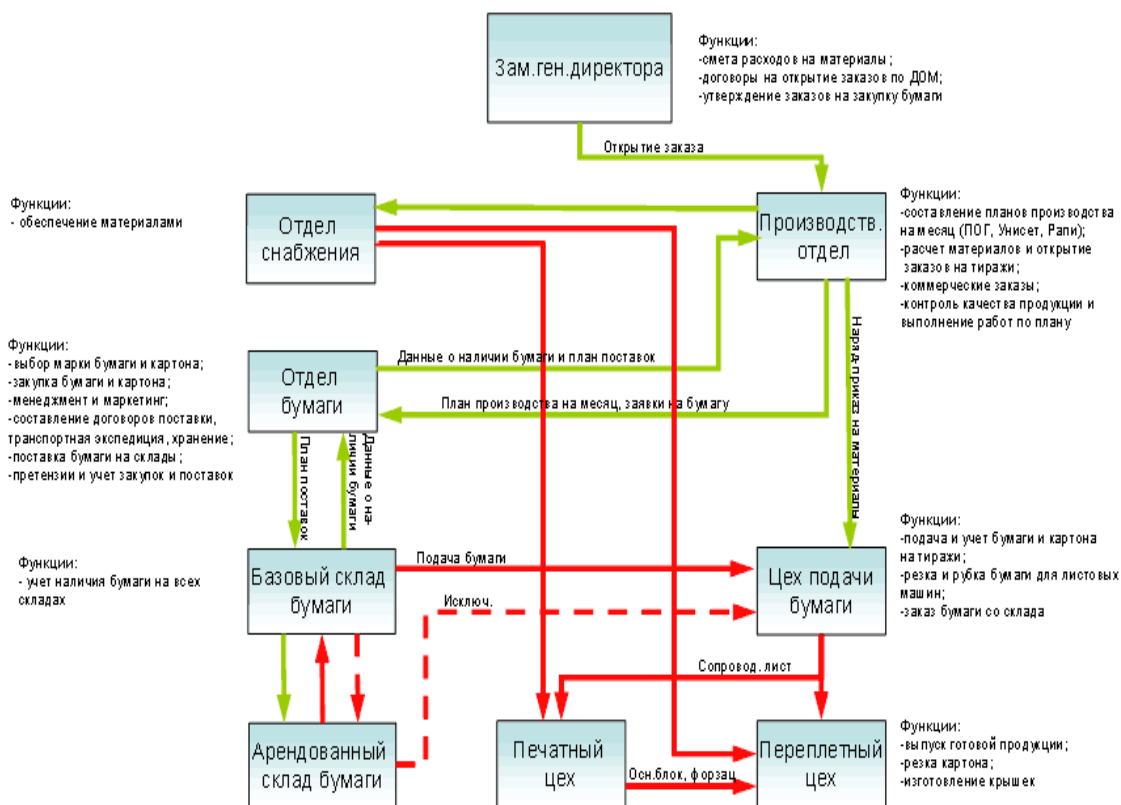 Зам.ген.директора
Функции:
-смета расходов на материалы;
-договоры на открытие заказов по ДОМ;
-утверждение заказов на закупку бумаги
Открытие заказа
Функции:
- обеспечение материалами
Отдел
снабжения
Производств.
отдел
Функции:
-составление планов производства
на месяц (ПОГ, Унисет, Рапи);
-расчет материалов и открытие
заказов на тиражи;
-коммерческие заказы;
-контроль качества продукции и
выполнение работ по плану
Функции:
-выбор марки бумаги и картона;
-закупка бумаги и картона;
-менеджмент и маркетинг;
-составление договоров поставки,
транспортная экспедиция, хранение;
-поставка бумаги на склады;
-претензии и учет закупок и поставок
Отдел
бумаги
Данные о наличии бумаги и план поставок
План производства на месяц, заявки на бумагу
Наряд-приказ на материалы
План поставок
Данные о на-
личии бумаги
Функции:
- учет наличия бумаги на всех
складах
Базовый склад
бумаги
Подача бумаги
Исключ.
Цех подачи
бумаги
Функции:
-подача и учет бумаги и картона
на тиражи;
-резка и рубка бумаги для листовых
машин;
-заказ бумаги со склада
Сопровод. лист
Арендованный
склад бумаги
Печатный
цех
Осн.блок, форзац
Переплетный
цех
Функции:
-выпуск готовой продукции;
-резка картона;
-изготовление крышек